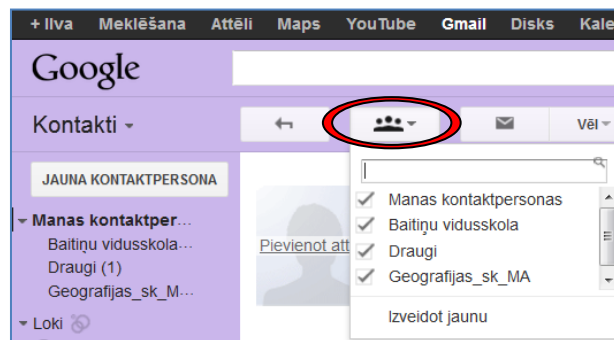 + Ilva Meklēšana Attēli Maps YouTube Gmail Disks Kale
Google
Kontakti
Vēl
JAUNA KONTAKTPERSONA
Manas kontaktper...
Baitiņu vidusskola...
Draugi (1)
Geografijas_sk_M...
Loki
Pievienot att
Manas kontaktpersonas
Baitiņu vidusskola
Draugi
Geografijas_sk_MA
Izveidot jaunu